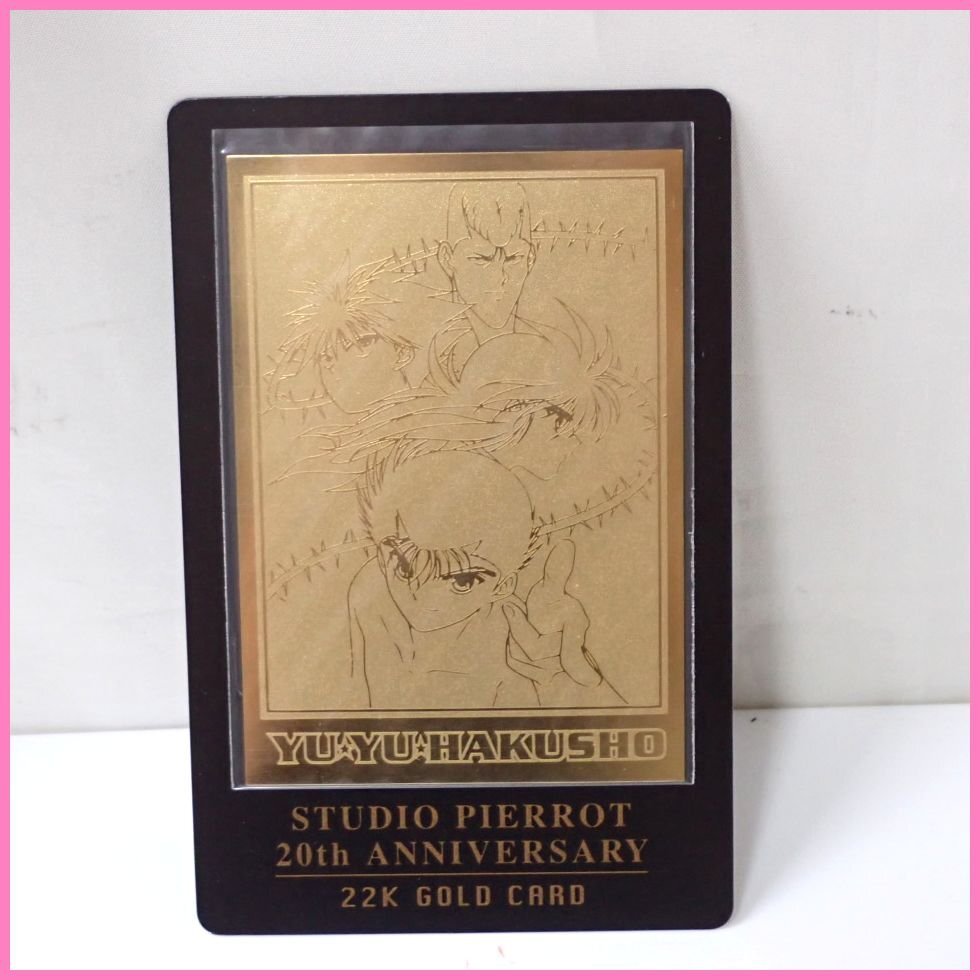 YU☆YU☆HAKUSHO
STUDIO PIERROT
20th ANNIVERSARY
22K GOLD CARD